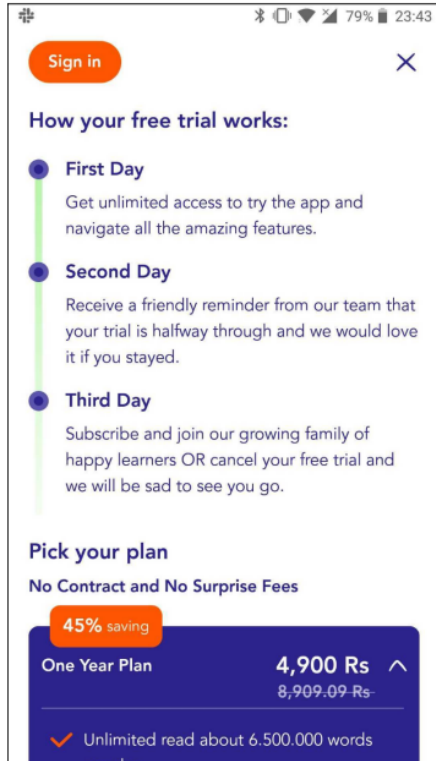 79% 23:43
Sign in
How your free trial works:
First Day
Get unlimited access to try the app and
navigate all the amazing features.
Second Day
Receive a friendly reminder from our team that
your trial is halfway through and we would love
it if you stayed.
Third Day
Subscribe and join our growing family of
happy learners OR cancel your free trial and
we will be sad to see you go.
Pick your plan
No Contract and No Surprise Fees
45% saving
One Year Plan 4,900 Rs
8,909.09 Rs
Unlimited read about 6.500.000 words